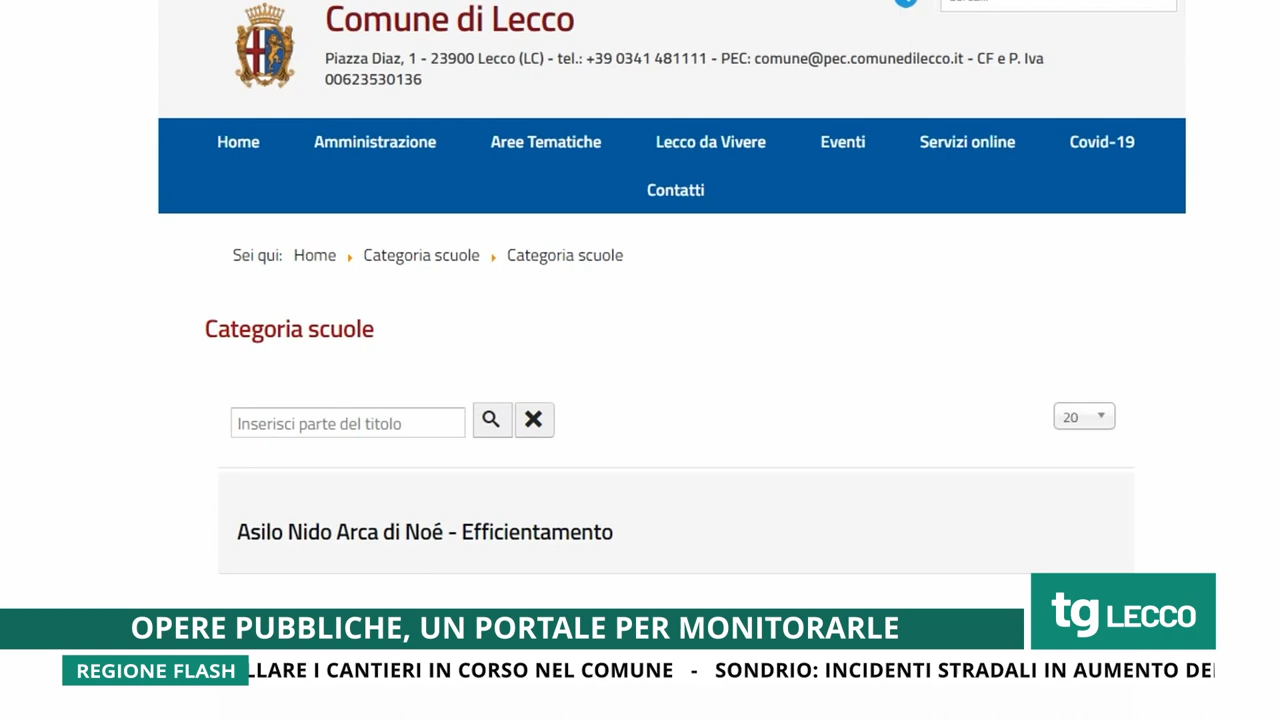 Comune di Lecco
Piazza Diaz, 1 - 23900 Lecco (LC) - tel.: +39 0341 481111 - PEC: comune@pec.comunedilecco.it - CF e P. Iva
00623530136
Home Amministrazione Aree Tematiche Lecco da Vivere Eventi Servizi online Covid-19
Contatti
Sei qui: Home Categoria scuole Categoria scuole
Categoria scuole
Inserisci parte del titolo
20
Asilo Nido Arca di Noé - Efficientamento
OPERE PUBBLICHE, UN PORTALE PER MONITORARLE
tg LECCO
REGIONE FLASH LLARE I CANTIERI IN CORSO NEL COMUNE - SONDRIO: INCIDENTI STRADALI IN AUMENTO DE